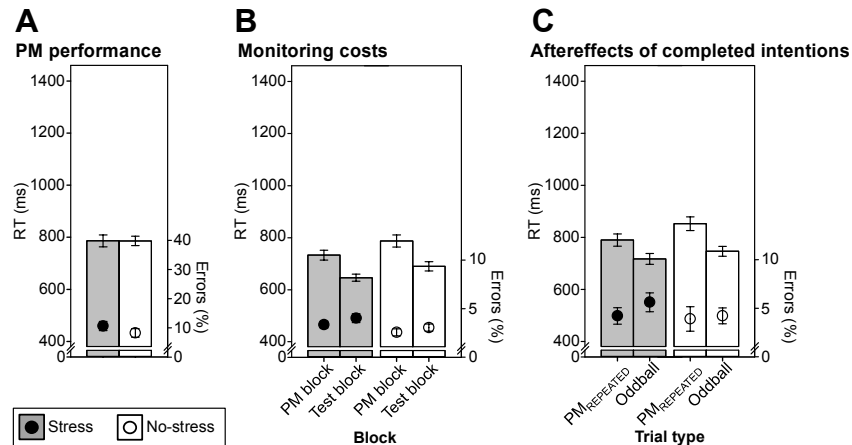 A
PM performance
1400
1200
1000
800
600
400
0
RT (ms)
40
30
20
10
0
Errors (%)
B
Monitoring costs
1400
1200
1000
800
600
400
0
RT (ms)
10
5
0
Errors (%)
PM block
Test block
PM block
Test block
Block
C
Aftereffects of completed intentions
1400
1200
1000
800
600
400
0
RT (ms)
10
5
0
Errors (%)
PMREPEATED
Oddball
PMREPEATED
Oddball
Trial type
Stress No-stress